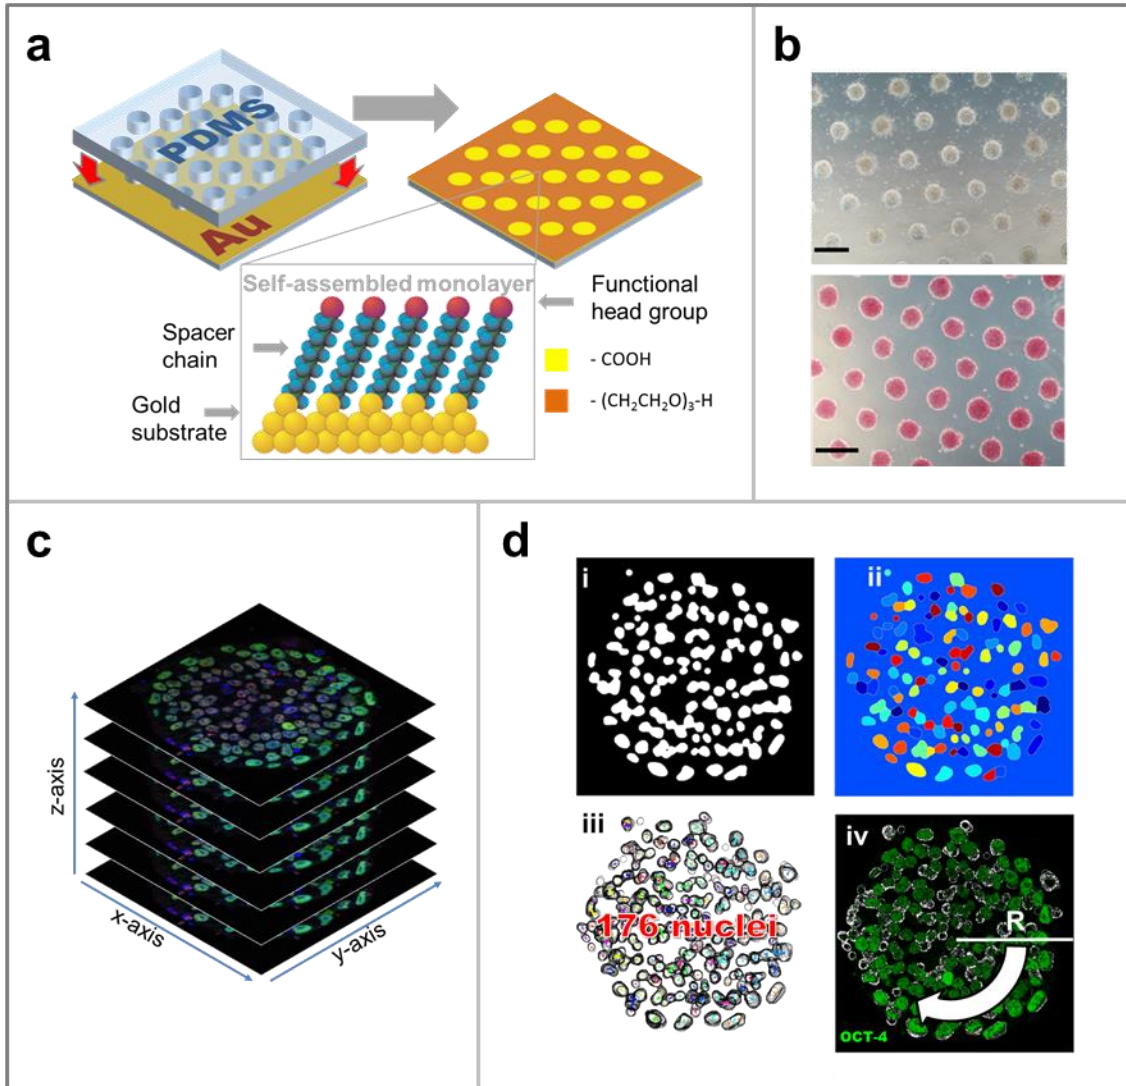 a
PDMS
Au
Self-assembled monolayer
Spacer
chain
Gold
substrate
Functional
head group
- COOH
- (CH₂CH₂O)₃-H
b
c
z-axis
x-axis
y-axis
d
i
ii
iii
176 nuclei
iv
R
OCT-4